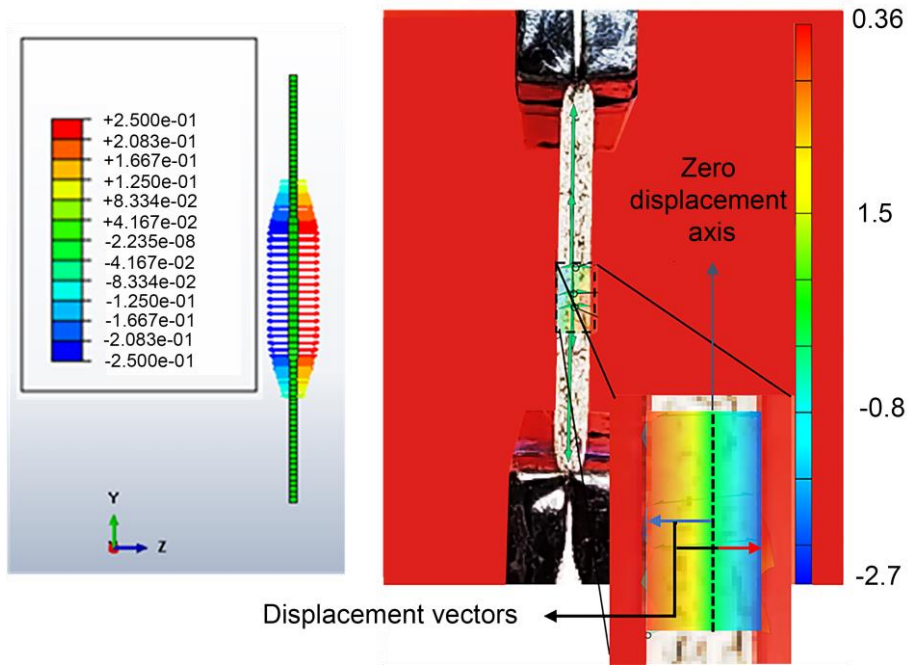 +2.500e-01
+2.083e-01
+1.667e-01
+1.250e-01
+8.334e-02
+4.167e-02
-2.235e-08
-4.167e-02
-8.334e-02
-1.250e-01
-1.667e-01
-2.083e-01
-2.500e-01
Y
Z
0.36
Zero
displacement
axis
1.5
-0.8
-2.7
Displacement vectors